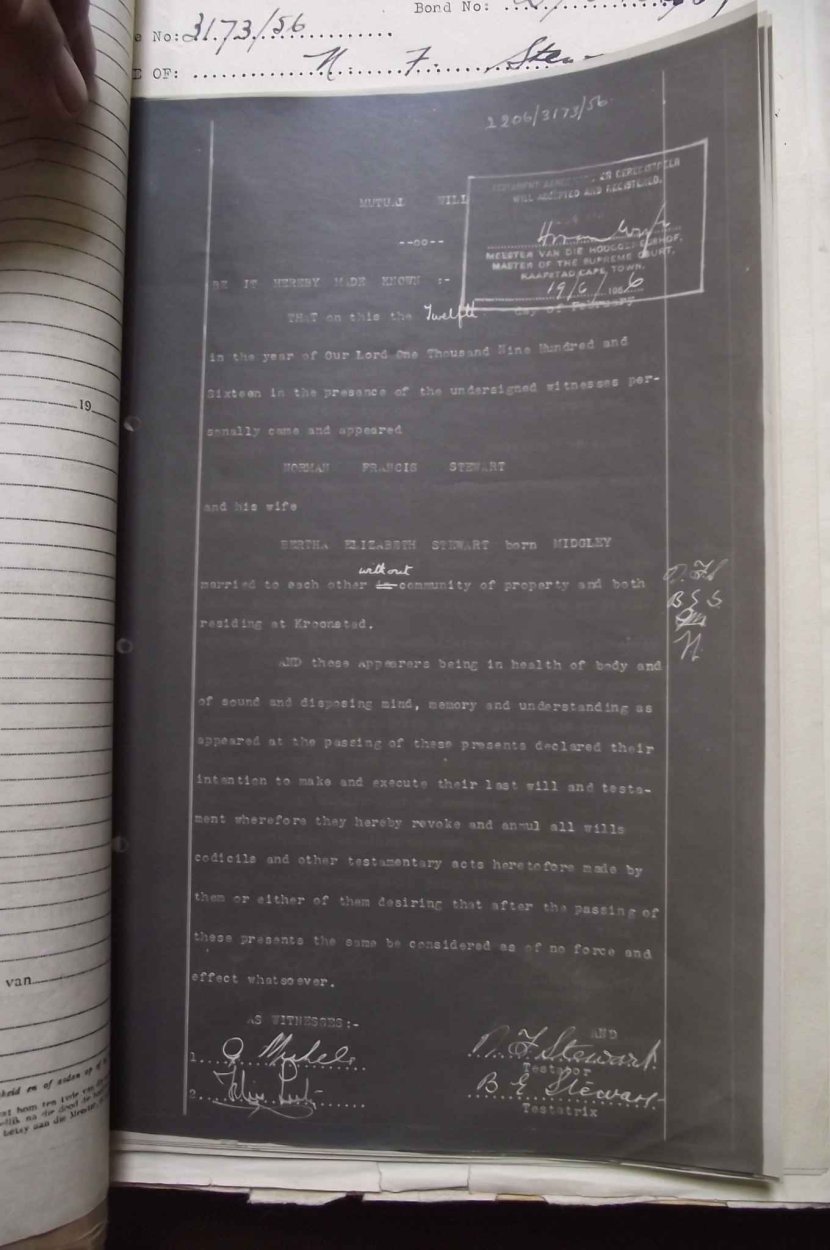 Bond No:
e No: 3173/56
E OF: N. F. Stew
2206/3173/56
TESTAMENT
WILL ACCEPTED AND REGISTERED.
MEESTER VAN DIE HOOGGEREGSHOF,
MASTER OF THE SUPREME COURT,
KAAPSTAD CAPE TOWN.
19/6/1956
MUTUAL WILL
--oo--
BE IT HEREBY MADE KNOWN :-
THAT on this the Twelfth day of February
in the year of Our Lord One Thousand Nine Hundred and
Sixteen in the presence of the undersigned witnesses per-
sonally came and appeared
NORMAN FRANCIS STEWART
and his wife
BERTHA ELIZABETH STEWART born MIDGLEY
without
married to each other in community of property and both
residing at Kroonstad.
N.F.S
B E S
AND these appearers being in health of body and
of sound and disposing mind, memory and understanding as
appeared at the passing of these presents declared their
intention to make and execute their last will and testa-
ment wherefore they hereby revoke and annul all wills
codicils and other testamentary acts heretofore made by
them or either of them desiring that after the passing of
these presents the same be considered as of no force and
effect whatsoever.
AS WITNESSES:-
AND
1.
N. F. Stewart
Testator
2.
B E Stewart
Testatrix
19
van